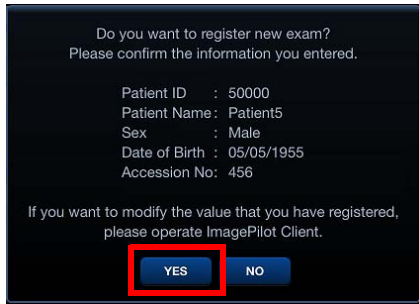 Do you want to register new exam?
Please confirm the information you entered.
Patient ID : 50000
Patient Name : Patient5
Sex : Male
Date of Birth : 05/05/1955
Accession No : 456
If you want to modify the value that you have registered,
please operate ImagePilot Client.
YES NO